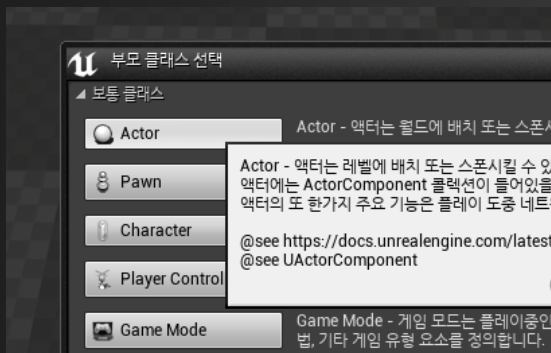 부모 클래스 선택
보통 클래스
Actor
Actor - 액터는 월드에 배치 또는 스폰시
Actor - 액터는 레벨에 배치 또는 스폰시킬 수 있
액터에는 ActorComponent 콜렉션이 들어있을
액터의 또 한가지 주요 기능은 플레이 도중 네트
@see https://docs.unrealengine.com/latest
@see UActorComponent
Pawn
Character
Player Control
Game Mode
Game Mode - 게임 모드는 플레이중인
법, 기타 게임 유형 요소를 정의합니다.